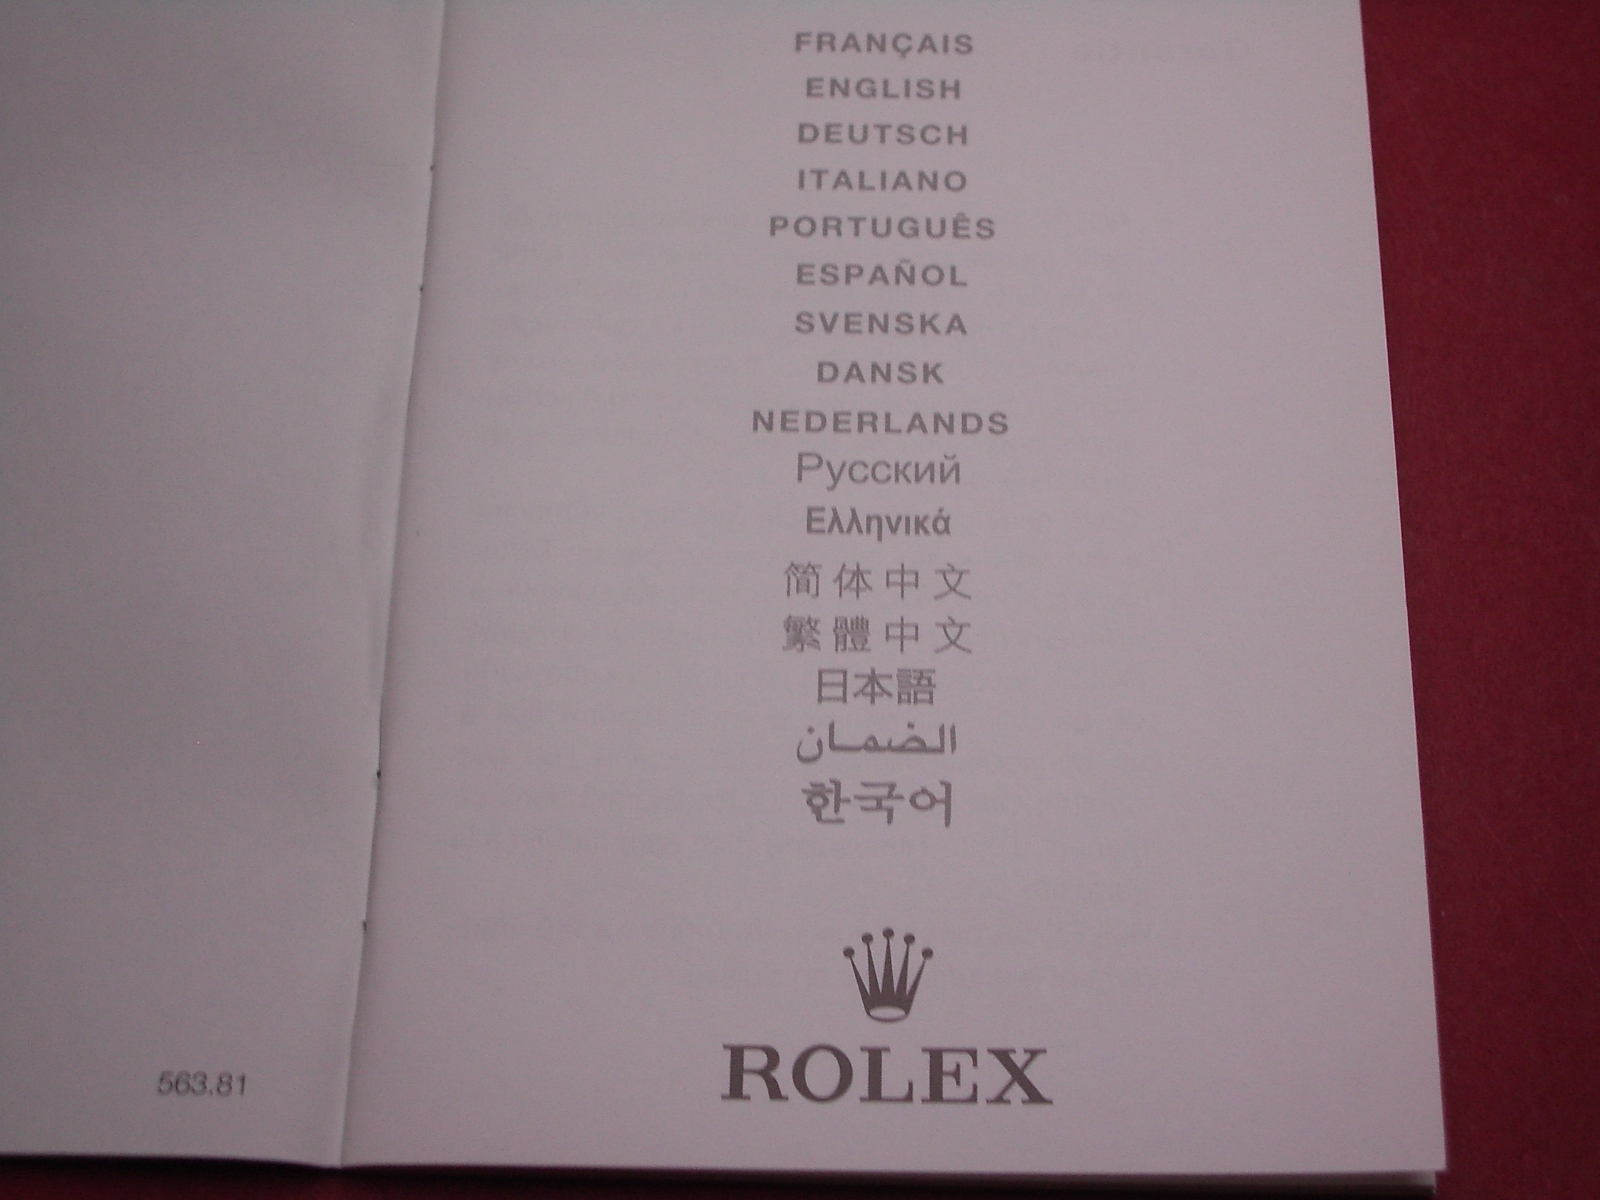 FRANÇAIS
ENGLISH
DEUTSCH
ITALIANO
PORTUGUÊS
ESPAÑOL
SVENSKA
DANSK
NEDERLANDS
Русский
Ελληνικά
简体中文
繁體中文
日本語
الضمان
한국어
ROLEX
563.81